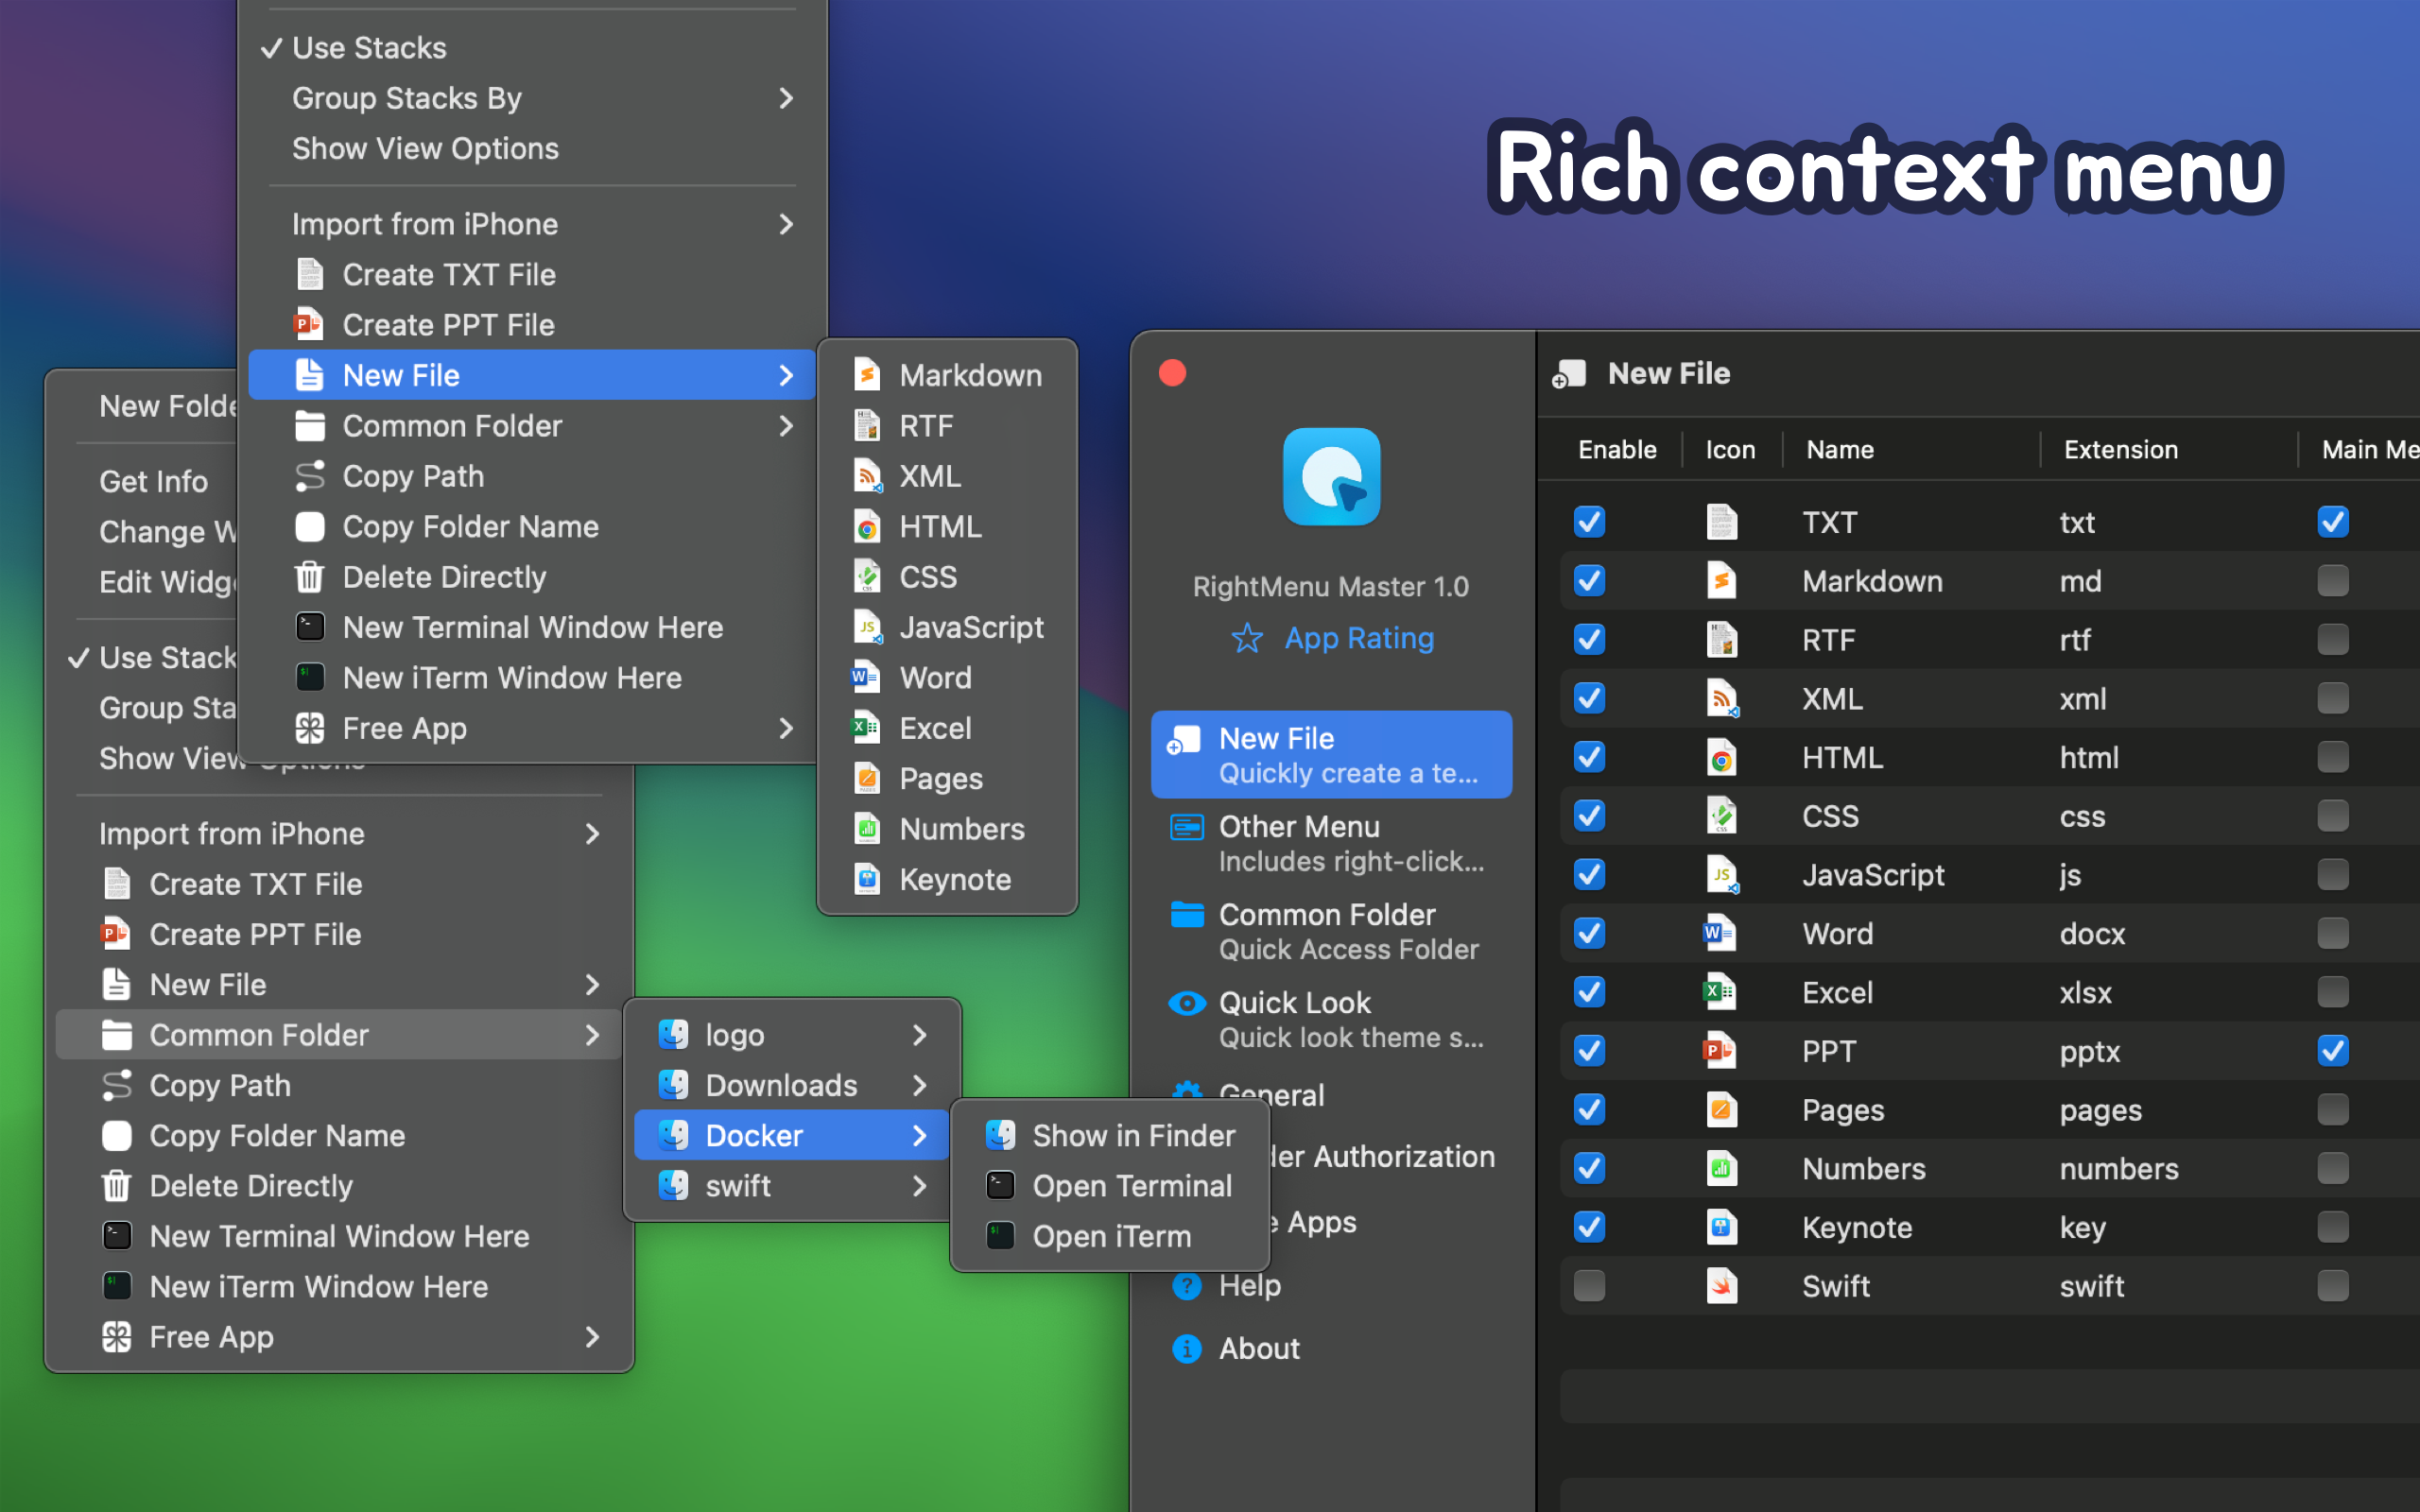 Rich context menu
Use Stacks
Group Stacks By
Show View Options
Import from iPhone
Create TXT File
Create PPT File
New File
Common Folder
Copy Path
Copy Folder Name
Delete Directly
New Terminal Window Here
New iTerm Window Here
Free App
Markdown
RTF
XML
HTML
CSS
JavaScript
Word
Excel
Pages
Numbers
Keynote
New Folde
Get Info
Change W
Edit Widg
Use Stack
Group Sta
Show View Options
Import from iPhone
Create TXT File
Create PPT File
New File
Common Folder
Copy Path
Copy Folder Name
Delete Directly
New Terminal Window Here
New iTerm Window Here
Free App
logo
Downloads
Docker
swift
Show in Finder
Open Terminal
Open iTerm
RightMenu Master 1.0
App Rating
New File
Quickly create a te...
Other Menu
Includes right-click...
Common Folder
Quick Access Folder
Quick Look
Quick look theme s...
General
der Authorization
e Apps
Help
About
New File
Enable Icon Name Extension Main Me
TXT txt
Markdown md
RTF rtf
XML xml
HTML html
CSS css
JavaScript js
Word docx
Excel xlsx
PPT pptx
Pages pages
Numbers numbers
Keynote key
Swift swift